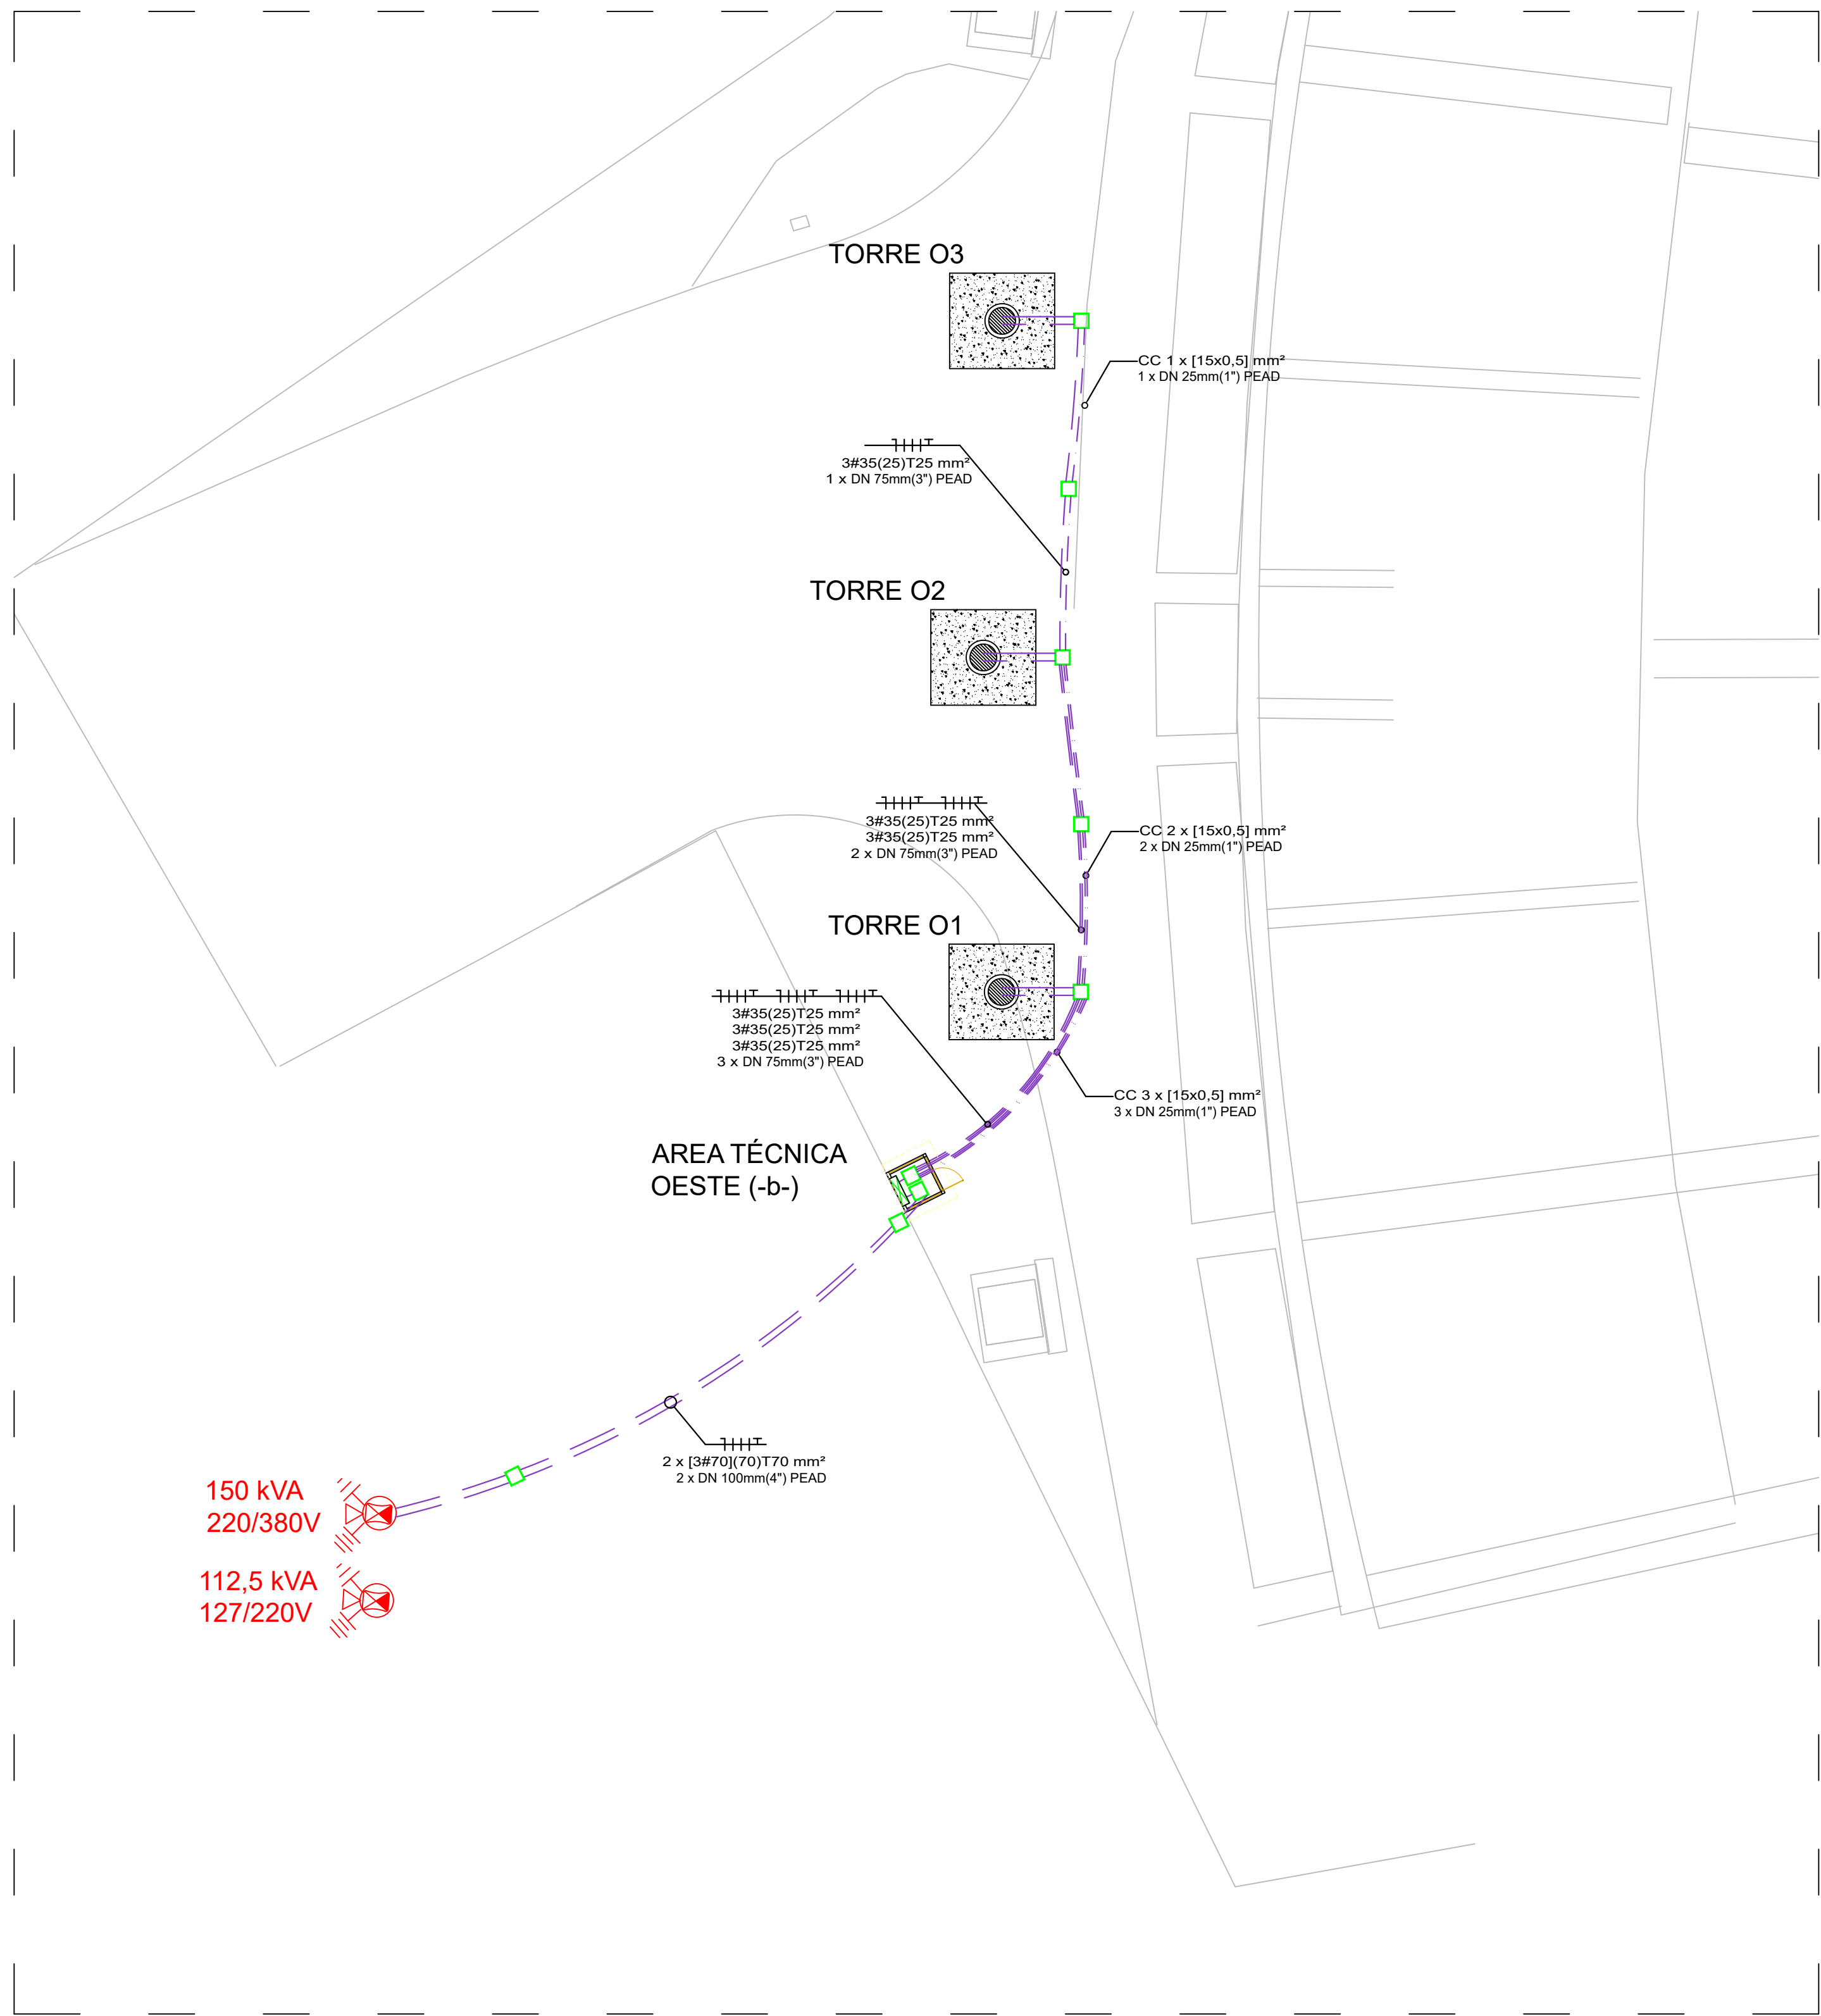 TORRE O3
CC 1 x [15x0,5] mm²
1 x DN 25mm(1") PEAD
3#35(25)T25 mm²
1 x DN 75mm(3") PEAD
TORRE O2
3#35(25)T25 mm²
3#35(25)T25 mm²
2 x DN 75mm(3") PEAD
CC 2 x [15x0,5] mm²
2 x DN 25mm(1") PEAD
TORRE O1
3#35(25)T25 mm²
3#35(25)T25 mm²
3#35(25)T25 mm²
3 x DN 75mm(3") PEAD
CC 3 x [15x0,5] mm²
3 x DN 25mm(1") PEAD
AREA TÉCNICA
OESTE (-b-)
2 x [3#70](70)T70 mm²
2 x DN 100mm(4") PEAD
150 kVA
220/380V
112,5 kVA
127/220V